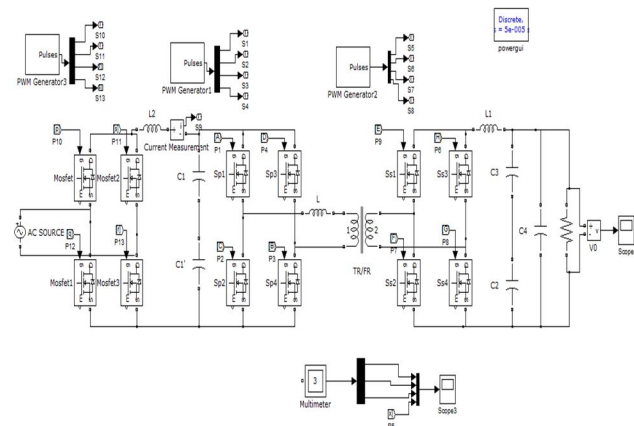 Pulses
PWM Generator3
S10
S11
S12
S13
Pulses
PWM Generator1
S1
S2
S3
S4
Pulses
PWM Generator2
S5
S6
S7
S8
Discrete,
s = 5e-005 s
powergui
L2
S9
Current Measurement
P10
P11
Mosfet
Mosfet2
AC SOURCE
P12
P13
Mosfet1
Mosfet3
C1
C1'
A
P1
D
P4
Sp1
Sp3
L
C
P2
B
P3
Sp2
Sp4
1
2
TR/FR
E
P9
H
P6
Ss1
Ss3
F
P7
G
P8
Ss2
Ss4
L1
C3
C4
C2
V0
Scope
3
Multimeter
Scope3